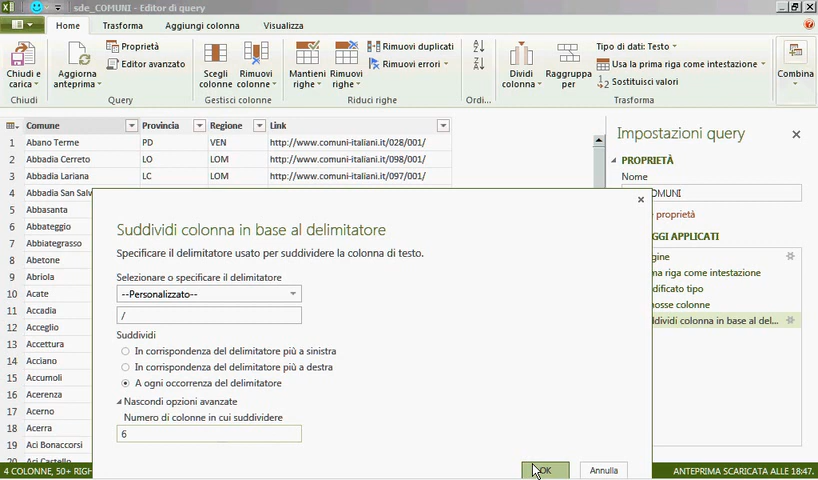 sde_COMUNI - Editor di query
Home Trasforma Aggiungi colonna Visualizza
Chiudi e carica
Chiudi
Aggiorna anteprima
Proprietà
Editor avanzato
Query
Scegli colonne
Rimuovi colonne
Gestisci colonne
Mantieni righe
Rimuovi righe
Rimuovi duplicati
Rimuovi errori
Riduci righe
Ordi...
Dividi colonna
Raggruppa per
Tipo di dati: Testo
Usa la prima riga come intestazione
Sostituisci valori
Trasforma
Combina
Comune Provincia Regione Link
1 Abano Terme PD VEN http://www.comuni-italiani.it/028/001/
2 Abbadia Cerreto LO LOM http://www.comuni-italiani.it/098/001/
3 Abbadia Lariana LC LOM http://www.comuni-italiani.it/097/001/
4 Abbadia San Salv
5 Abbasanta
6 Abbateggio
7 Abbiategrasso
8 Abetone
9 Abriola
10 Acate
11 Accadia
12 Acceglio
13 Accettura
14 Acciano
15 Accumoli
16 Acerenza
17 Acerno
18 Acerra
19 Aci Bonaccorsi
20 Aci Castello
Suddividi colonna in base al delimitatore
Specificare il delimitatore usato per suddividere la colonna di testo.
Selezionare o specificare il delimitatore
--Personalizzato--
/
Suddividi
In corrispondenza del delimitatore più a sinistra
In corrispondenza del delimitatore più a destra
A ogni occorrenza del delimitatore
Nascondi opzioni avanzate
Numero di colonne in cui suddividere
6
OK Annulla
Impostazioni query
PROPRIETÀ
Nome
COMUNI
e proprietà
GGI APPLICATI
gine
ma riga come intestazione
dificato tipo
mosse colonne
ddividi colonna in base al del...
4 COLONNE, 50+ RIGH
ANTEPRIMA SCARICATA ALLE 18:47.